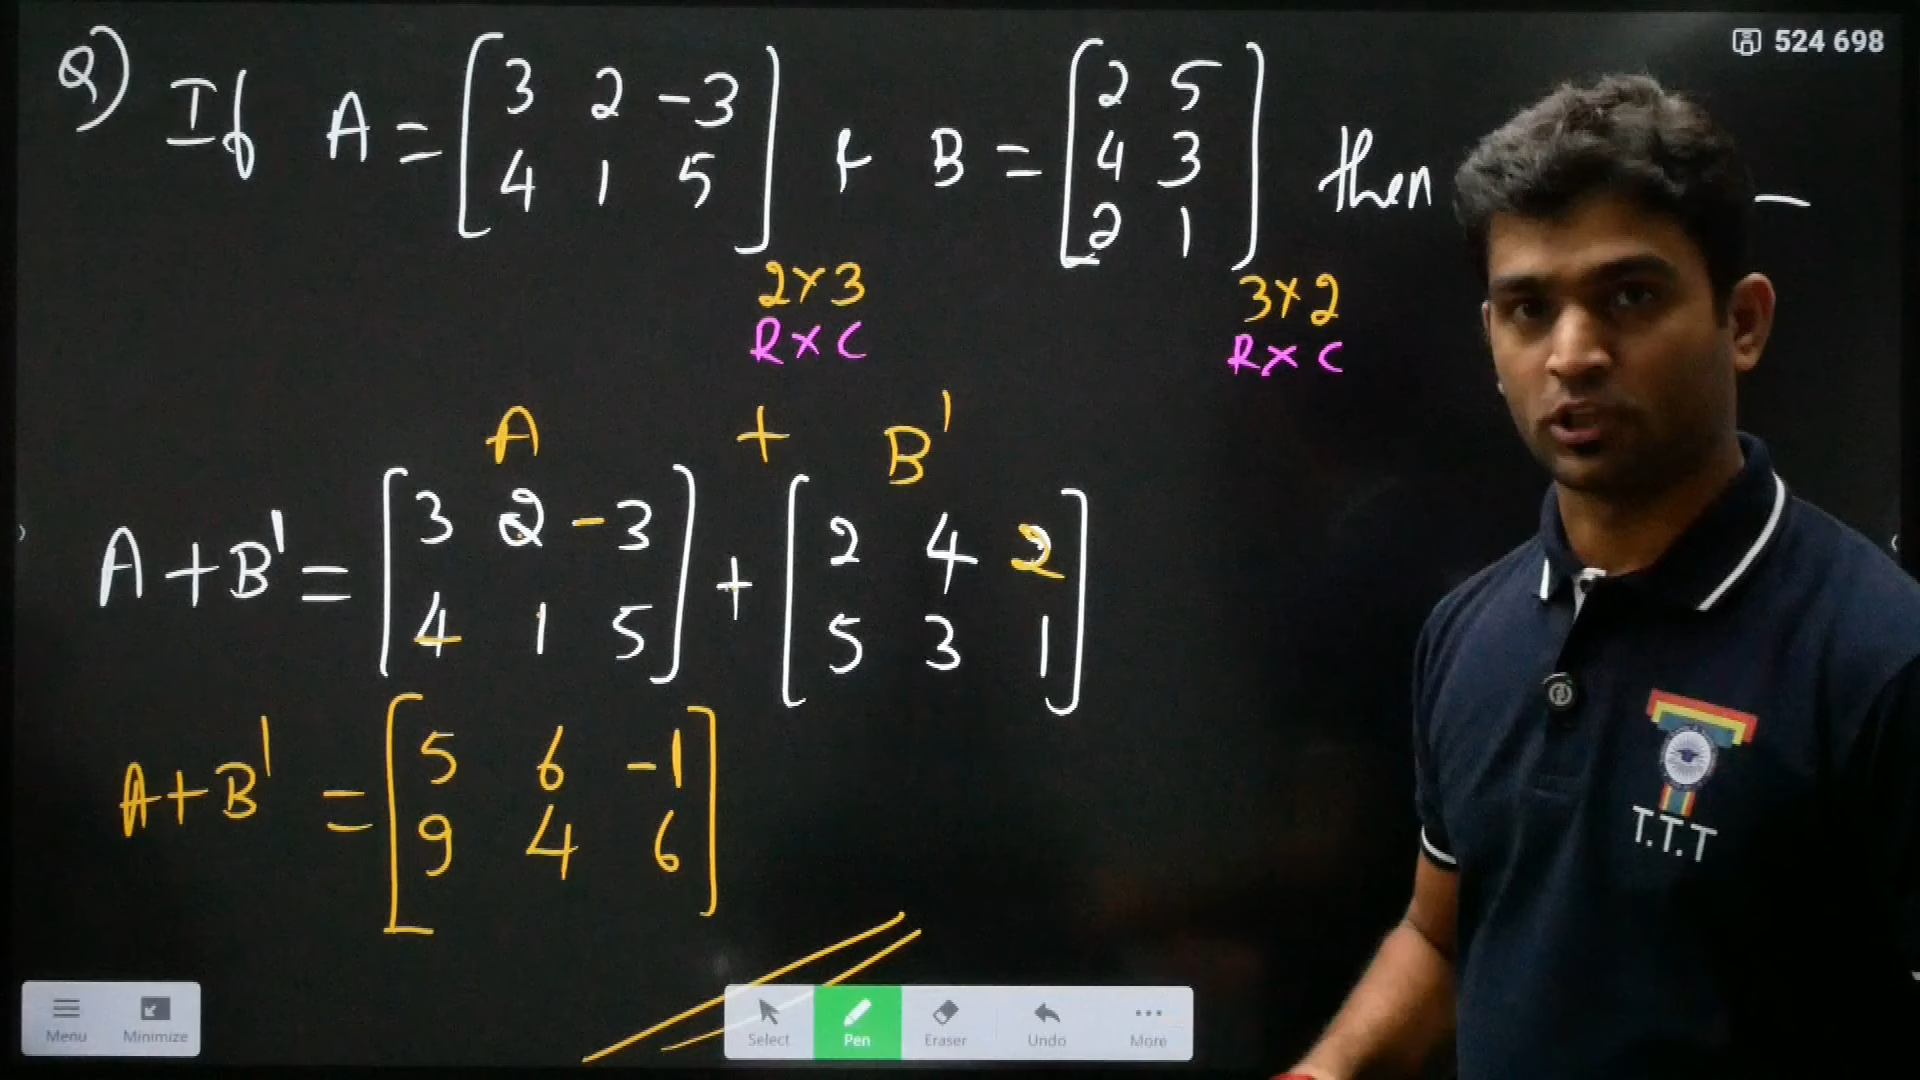 524 698
Q) If A = [3 2 -3 + B = [2 5 then —
4 1 5] 4 3
2 1]
2×3 3×2
R×C R×C
A + B'
A+B' = [3 2 -3 + [2 4 2
4 1 5] 5 3 1]
A+B' = [5 6 -1
9 4 6]
T.T.T
Menu Minimize Select Pen Eraser Undo More